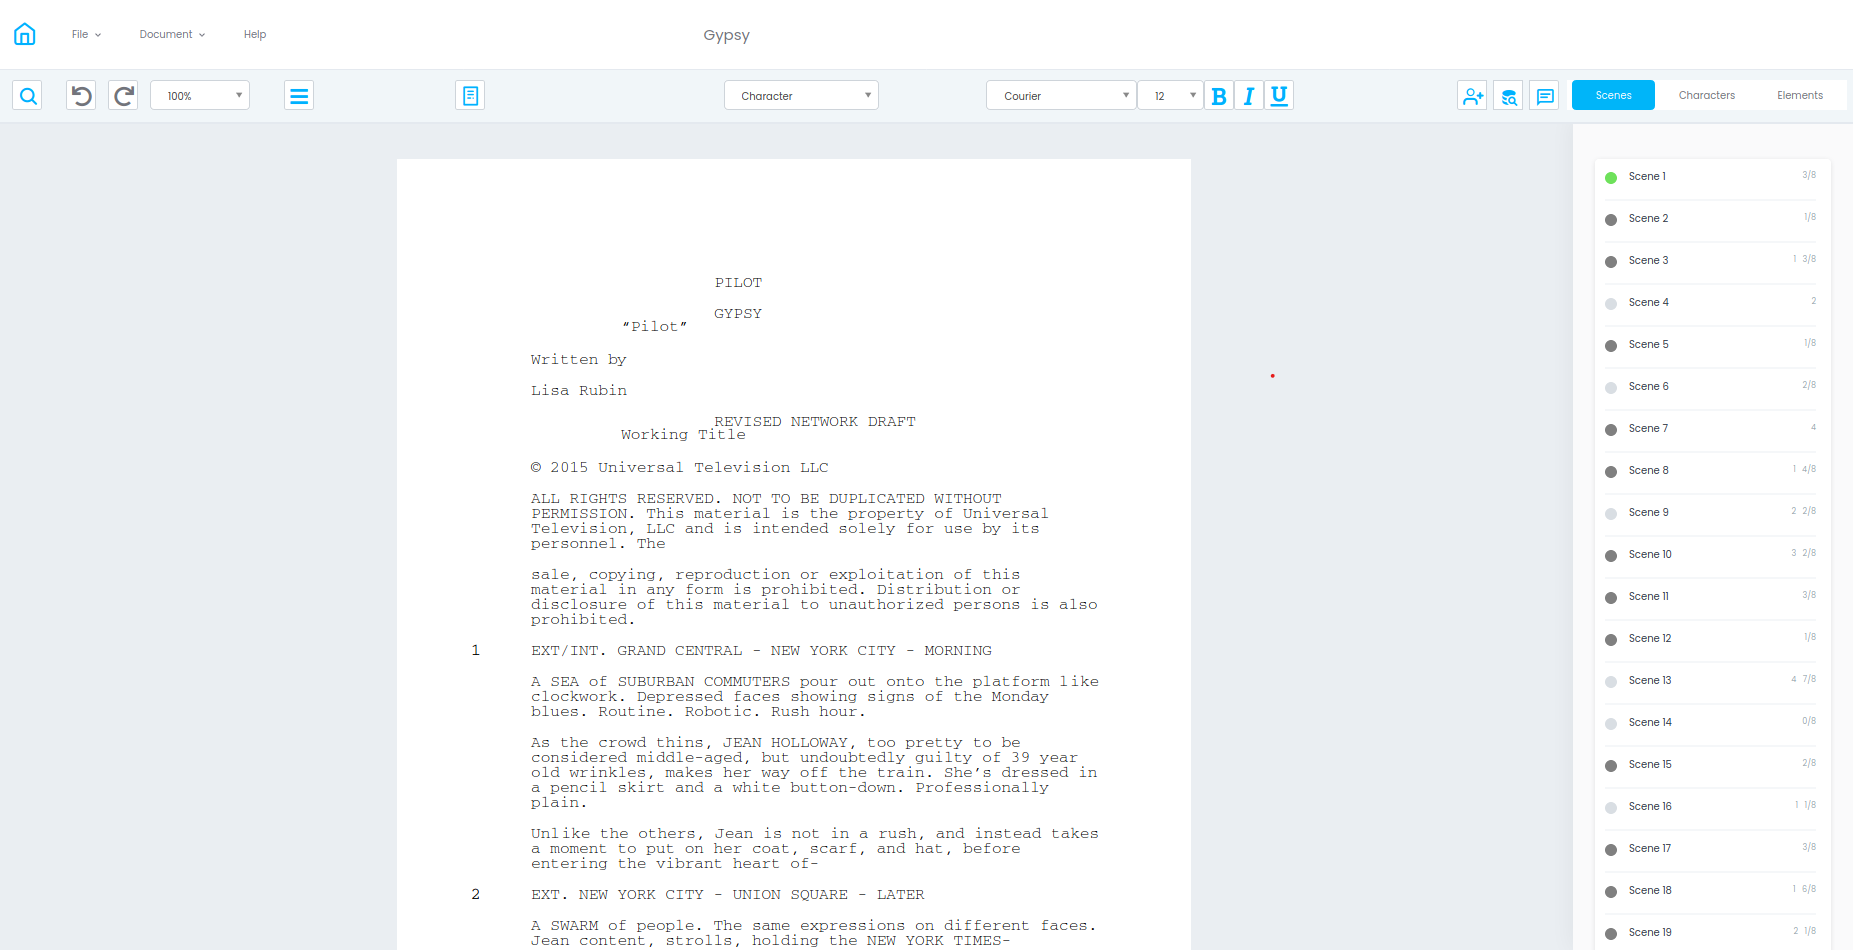 File
Document
Help
Gypsy
100%
Character
Courier
12
B I U
Scenes
Characters
Elements
PILOT
GYPSY
“Pilot”
Written by
Lisa Rubin
REVISED NETWORK DRAFT
Working Title
© 2015 Universal Television LLC
ALL RIGHTS RESERVED. NOT TO BE DUPLICATED WITHOUT
PERMISSION. This material is the property of Universal
Television, LLC and is intended solely for use by its
personnel. The
sale, copying, reproduction or exploitation of this
material in any form is prohibited. Distribution or
disclosure of this material to unauthorized persons is also
prohibited.
1 EXT/INT. GRAND CENTRAL - NEW YORK CITY - MORNING
A SEA of SUBURBAN COMMUTERS pour out onto the platform like
clockwork. Depressed faces showing signs of the Monday
blues. Routine. Robotic. Rush hour.
As the crowd thins, JEAN HOLLOWAY, too pretty to be
considered middle-aged, but undoubtedly guilty of 39 year
old wrinkles, makes her way off the train. She’s dressed in
a pencil skirt and a white button-down. Professionally
plain.
Unlike the others, Jean is not in a rush, and instead takes
a moment to put on her coat, scarf, and hat, before
entering the vibrant heart of-
2 EXT. NEW YORK CITY - UNION SQUARE - LATER
A SWARM of people. The same expressions on different faces.
Jean content, strolls, holding the NEW YORK TIMES-
Scene 1 3/8
Scene 2 1/8
Scene 3 1 3/8
Scene 4 2
Scene 5 1/8
Scene 6 2/8
Scene 7 4
Scene 8 1 4/8
Scene 9 2 2/8
Scene 10 3 2/8
Scene 11 3/8
Scene 12 1/8
Scene 13 4 7/8
Scene 14 0/8
Scene 15 2/8
Scene 16 1 1/8
Scene 17 3/8
Scene 18 1 6/8
Scene 19 2 1/8